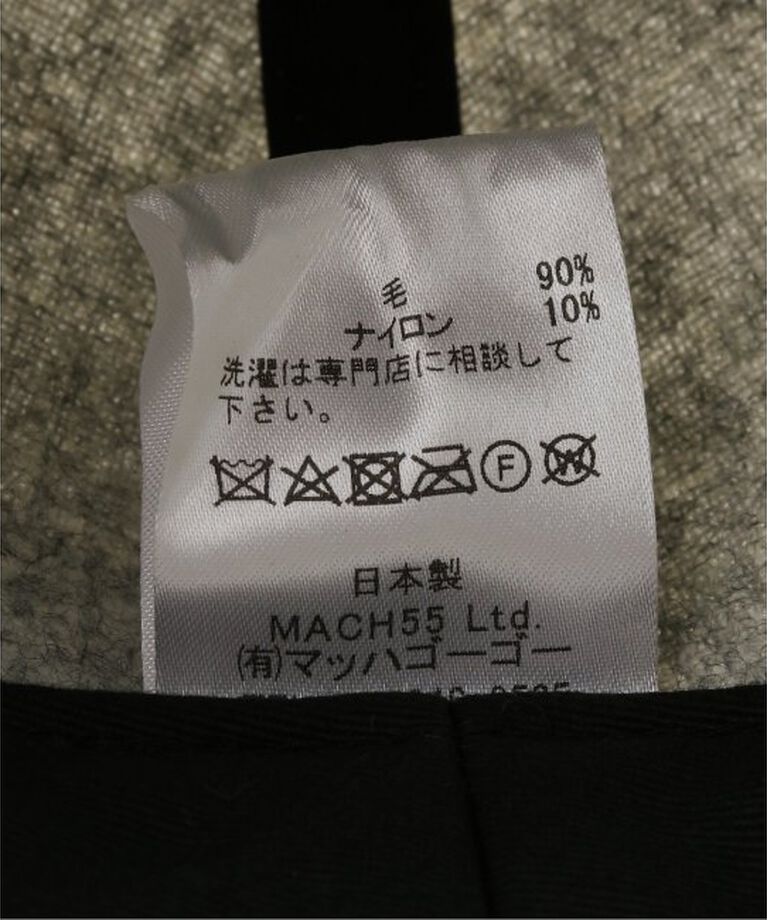 毛 90%
ナイロン 10%
洗濯は専門店に相談して
下さい。
F W
日本製
MACH55 Ltd.
(有)マッハゴーゴー